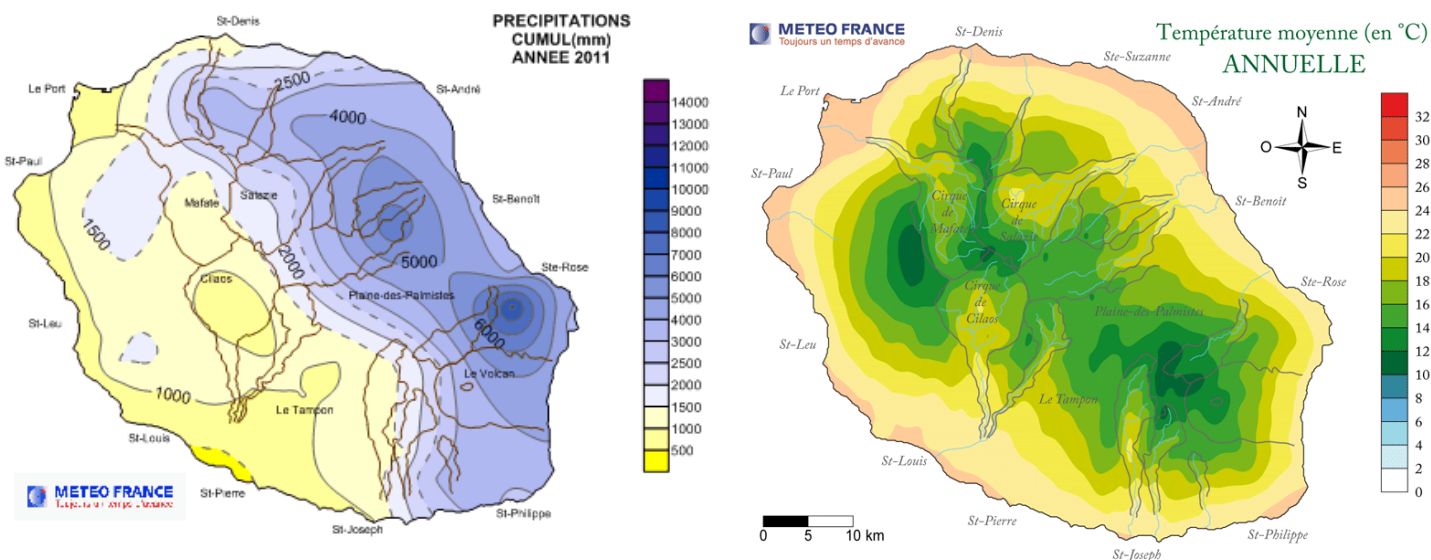 PRECIPITATIONS
CUMUL(mm)
ANNEE 2011
St-Denis
2500
Le Port
St-André
4000
St-Paul
Salazie
Mafate
St-Benoît
1500
2000
5000
Cilaos
Ste-Rose
Plaine-des-Palmistes
St-Leu
6000
Le Volcan
1000
Le Tampon
St-Louis
St-Pierre
St-Joseph
St-Philippe
METEO FRANCE
Toujours un temps d'avance
14000
13000
12000
11000
10000
9000
8000
7000
6000
5000
4000
3000
2500
2000
1500
1000
500
METEO FRANCE
Toujours un temps d'avance
Température moyenne (en °C)
ANNUELLE
St-Denis
Ste-Suzanne
Le Port
St-André
N
O
E
S
St-Paul
Cirque
de
Mafate
Cirque
de
Salazie
St-Benoit
Cirque
de
Cilaos
Ste-Rose
Plaine-des-Palmistes
St-Leu
Le Tampon
St-Louis
St-Pierre
St-Joseph
St-Philippe
0 5 10 km
32
30
28
26
24
22
20
18
16
14
12
10
8
6
4
2
0